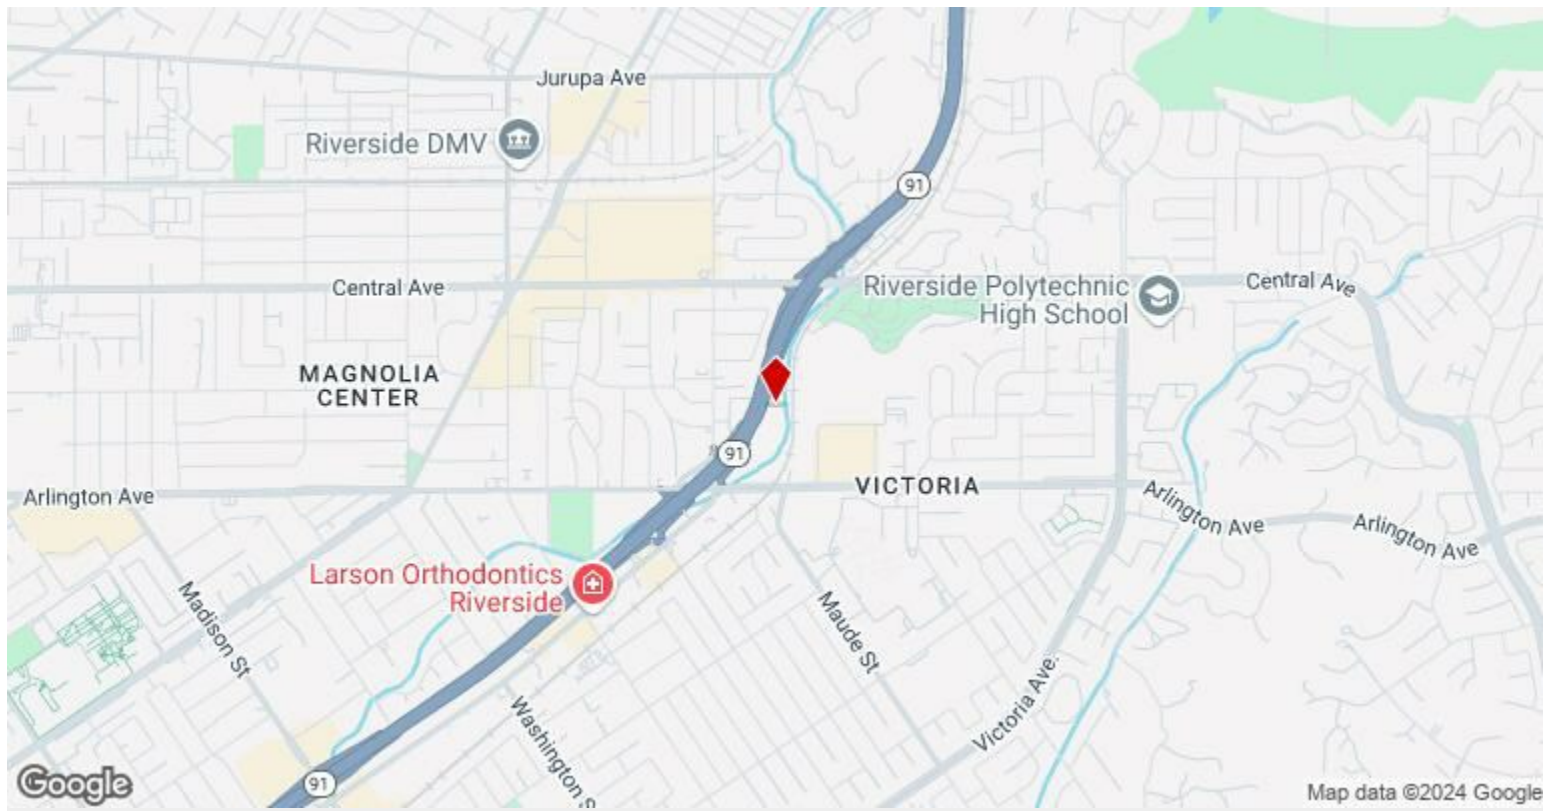 Jurupa Ave
Riverside DMV
91
Riverside Polytechnic
High School
Central Ave
Central Ave
MAGNOLIA
CENTER
91
VICTORIA
Arlington Ave
Arlington Ave
Arlington Ave
Larson Orthodontics
Riverside
Madison St
Maude St
Victoria Ave.
Washington S
91
Google
Map data ©2024 Google